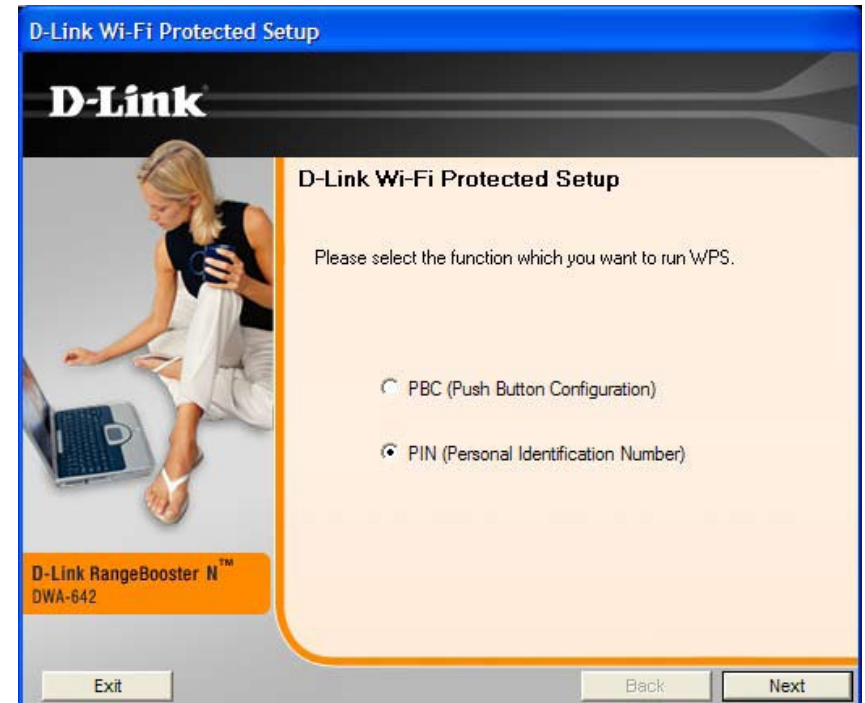 D-Link Wi-Fi Protected Setup
D-Link
D-Link Wi-Fi Protected Setup
Please select the function which you want to run WPS.
PBC (Push Button Configuration)
PIN (Personal Identification Number)
D-Link RangeBooster N™
DWA-642
Exit
Back
Next